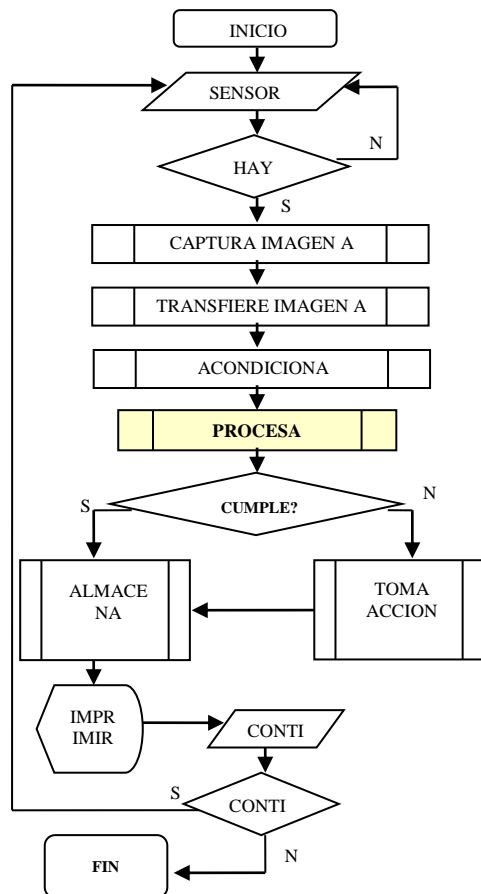 INICIO
SENSOR
N
HAY
S
CAPTURA IMAGEN A
TRANSFIERE IMAGEN A
ACONDICIONA
PROCESA
S
CUMPLE?
N
ALMACE
NA
TOMA
ACCION
IMPR
IMIR
CONTI
S
CONTI
N
FIN